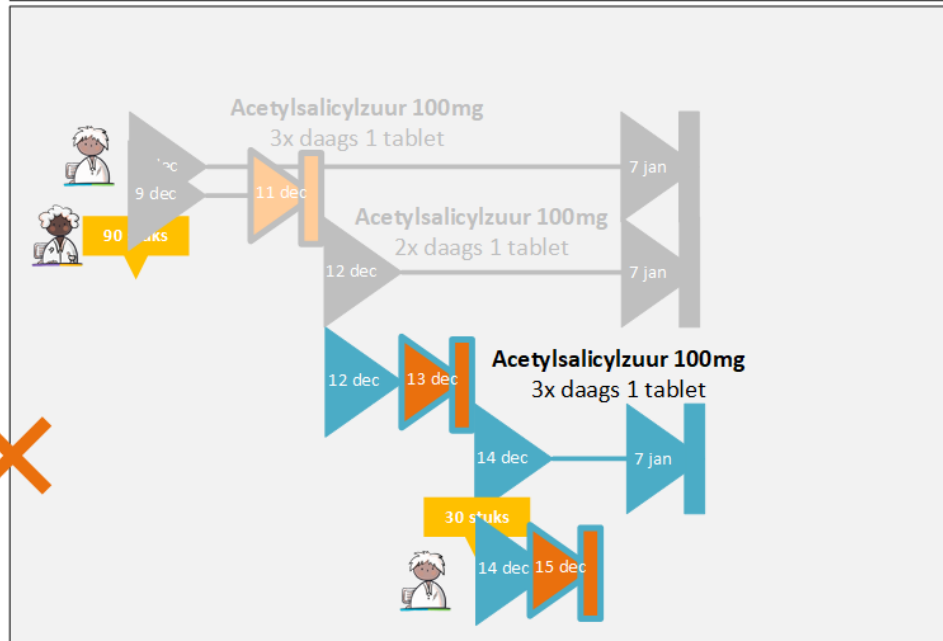 Acetylsalicylzuur 100mg
3x daags 1 tablet
7 jan
9 dec
11 dec
Acetylsalicylzuur 100mg
2x daags 1 tablet
90
12 dec
7 jan
Acetylsalicylzuur 100mg
3x daags 1 tablet
12 dec
13 dec
14 dec
7 jan
30 stuks
14 dec
15 dec